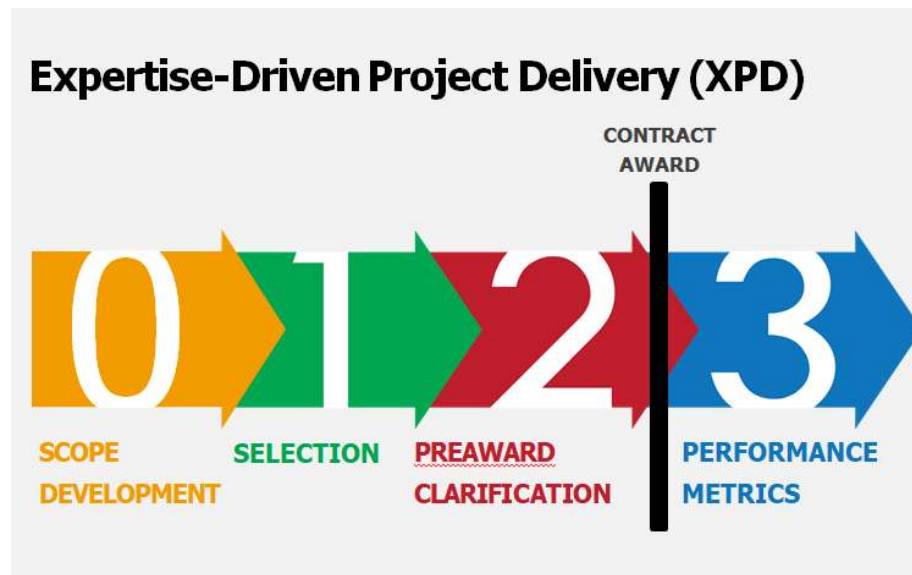 Expertise-Driven Project Delivery (XPD)
CONTRACT
AWARD
0
1
2
3
SCOPE
DEVELOPMENT
SELECTION
PREAWARD
CLARIFICATION
PERFORMANCE
METRICS